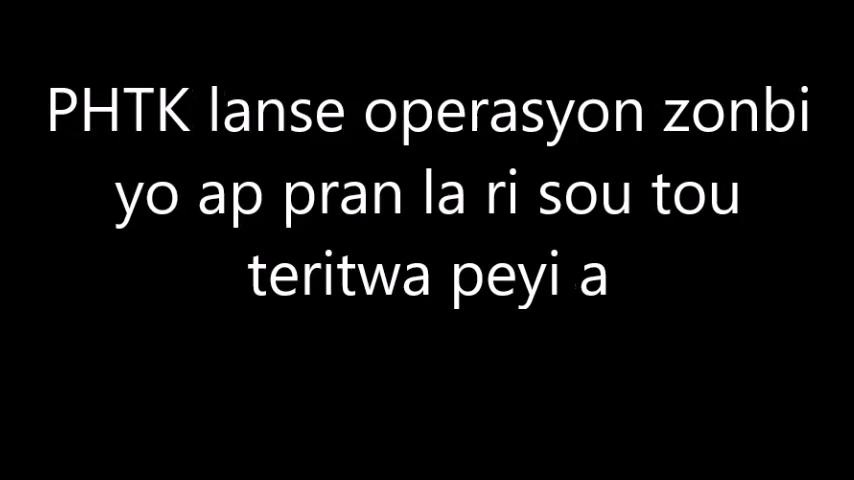 PHTK lanse operasyon zonbi
yo ap pran la ri sou tou
teritwa peyi a